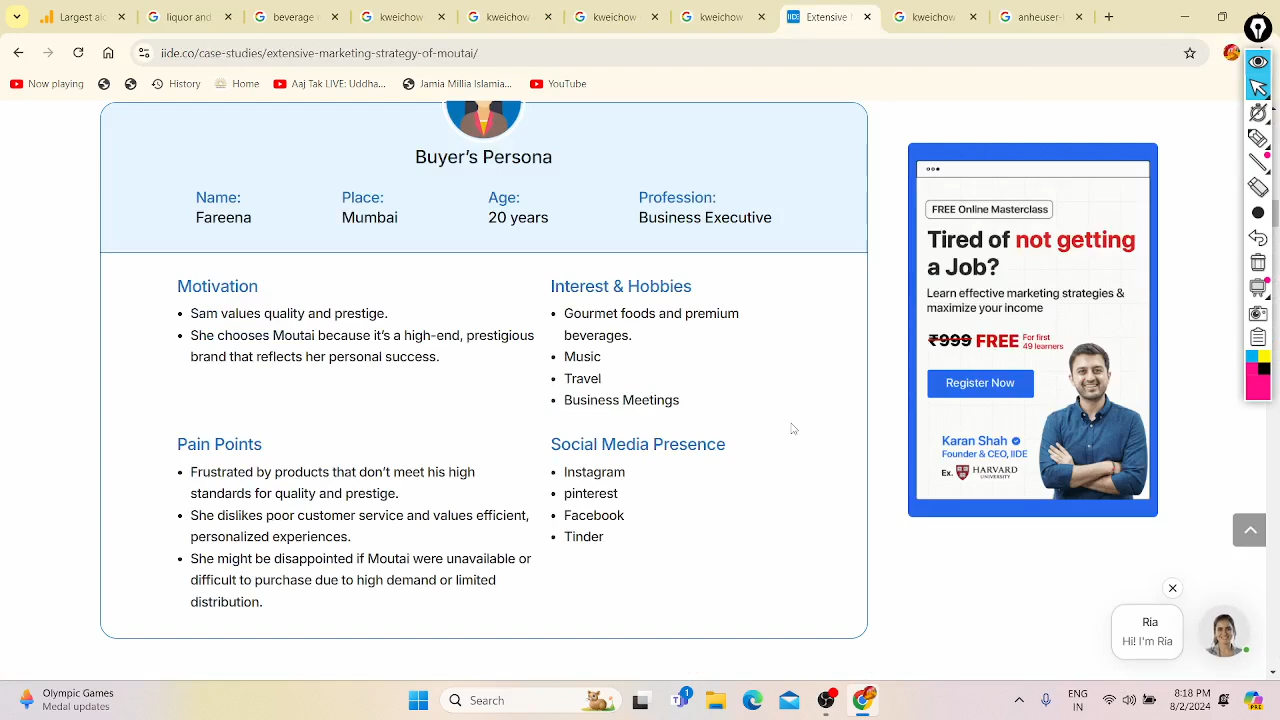 Largest alc
liquor mark
beverage i
kweichow
kweichow
kweichow
kweichow
Extensive
kweichow
anheuser-
iide.co/case-studies/extensive-marketing-strategy-of-moutai/
Now playing
History
Home
Aaj Tak LIVE: Uddha...
Jamia Millia Islamia...
YouTube
Buyer's Persona
Name: Place: Age: Profession:
Fareena Mumbai 20 years Business Executive
Motivation
• Sam values quality and prestige.
• She chooses Moutai because it's a high-end, prestigious
brand that reflects her personal success.
Interest & Hobbies
• Gourmet foods and premium
beverages.
• Music
• Travel
• Business Meetings
Pain Points
• Frustrated by products that don't meet his high
standards for quality and prestige.
• She dislikes poor customer service and values efficient,
personalized experiences.
• She might be disappointed if Moutai were unavailable or
difficult to purchase due to high demand or limited
distribution.
Social Media Presence
• Instagram
• pinterest
• Facebook
• Tinder
FREE Online Masterclass
Tired of not getting
a Job?
Learn effective marketing strategies &
maximize your income
₹999 FREE For first
49 learners
Register Now
Karan Shah
Founder & CEO, IIDE
Ex. HARVARD
UNIVERSITY
Ria
Hi! I'm Ria
Olympic Games
Medal updates
Search
1
ENG
IN
8:18 PM
8/2/2024
PRE